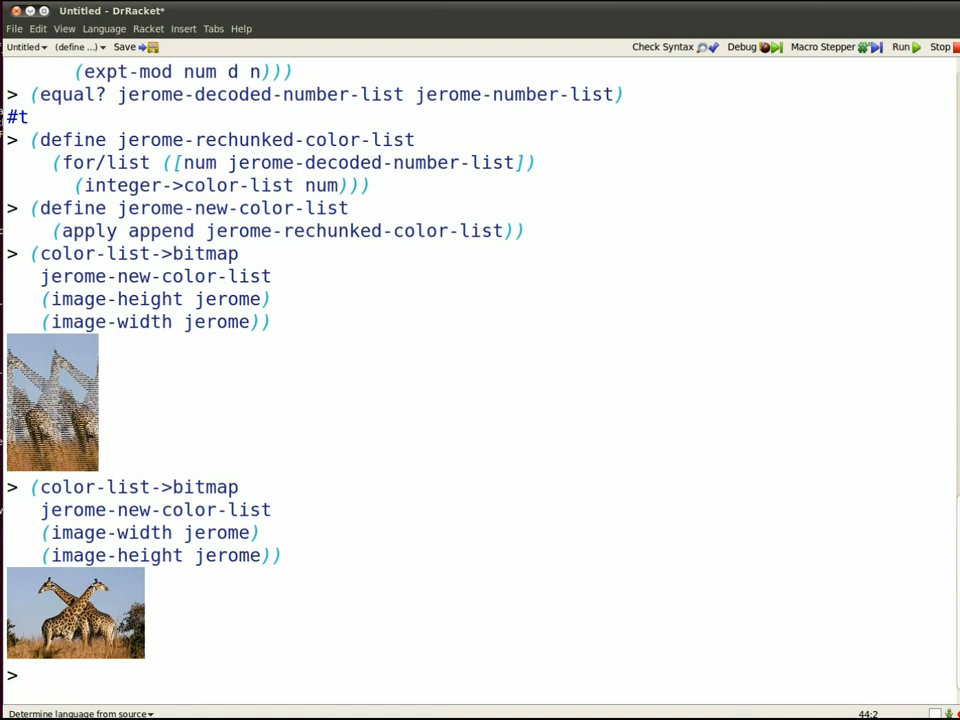 Untitled - DrRacket*
File Edit View Language Racket Insert Tabs Help
Untitled (define ...) Save Check Syntax Debug Macro Stepper Run Stop
(expt-mod num d n)))
> (equal? jerome-decoded-number-list jerome-number-list)
#t
> (define jerome-rechunked-color-list
(for/list ([num jerome-decoded-number-list])
(integer->color-list num)))
> (define jerome-new-color-list
(apply append jerome-rechunked-color-list))
> (color-list->bitmap
jerome-new-color-list
(image-height jerome)
(image-width jerome))
> (color-list->bitmap
jerome-new-color-list
(image-width jerome)
(image-height jerome))
>
Determine language from source 44:2